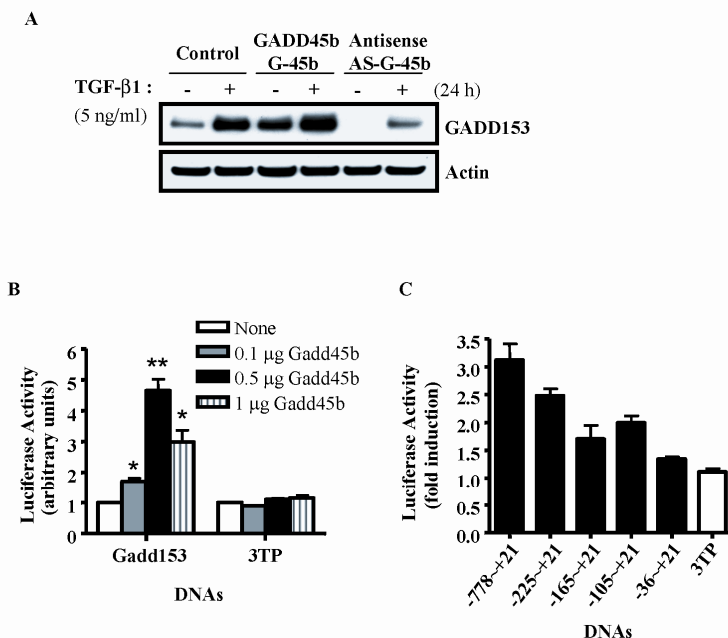 A
Control
GADD45b
G-45b
Antisense
AS-G-45b
TGF-β1 : - + - + - + (24 h)
(5 ng/ml)
GADD153
Actin
B
None
0.1 μg Gadd45b
0.5 μg Gadd45b
1 μg Gadd45b
Luciferase Activity
(arbitrary units)
6
5
4
3
2
1
0
*
**
*
Gadd153 3TP
DNAs
C
Luciferase Activity
(fold induction)
3.5
3.0
2.5
2.0
1.5
1.0
0.5
0.0
-778~+21
-225~+21
-165~+21
-105~+21
-36~+21
3TP
DNAs